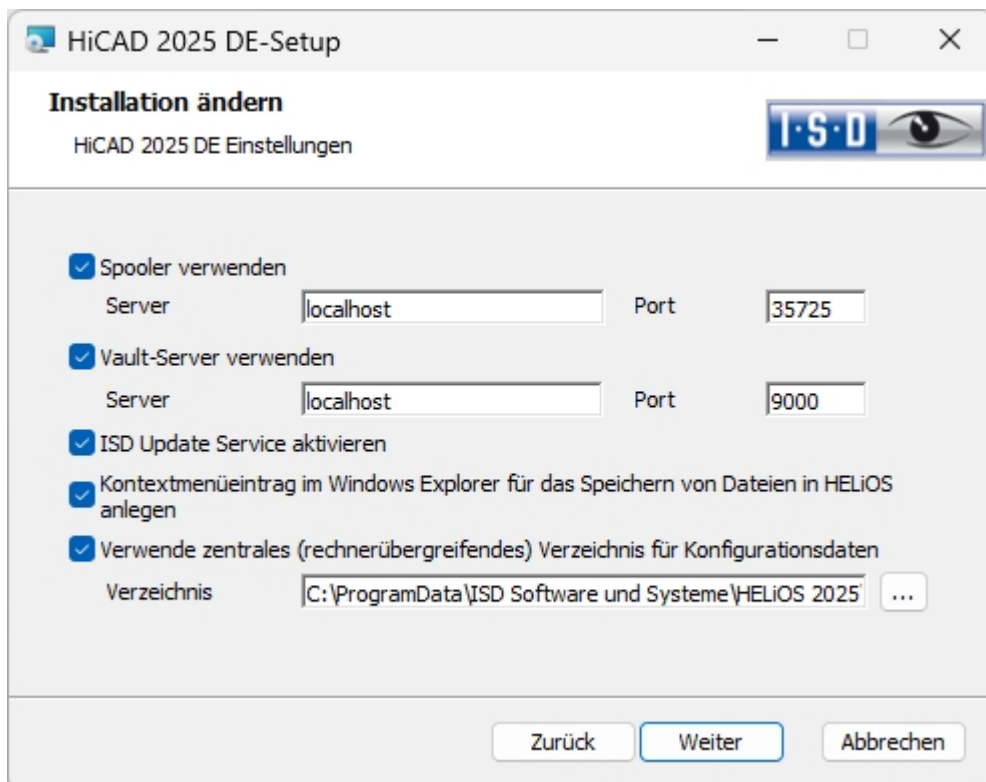 HiCAD 2025 DE-Setup
Installation ändern
HiCAD 2025 DE Einstellungen
I·S·D
Spooler verwenden
Server localhost Port 35725
Vault-Server verwenden
Server localhost Port 9000
ISD Update Service aktivieren
Kontextmenüeintrag im Windows Explorer für das Speichern von Dateien in HELiOS
anlegen
Verwende zentrales (rechnerübergreifendes) Verzeichnis für Konfigurationsdaten
Verzeichnis C:\ProgramData\ISD Software und Systeme\HELiOS 2025 ...
Zurück Weiter Abbrechen